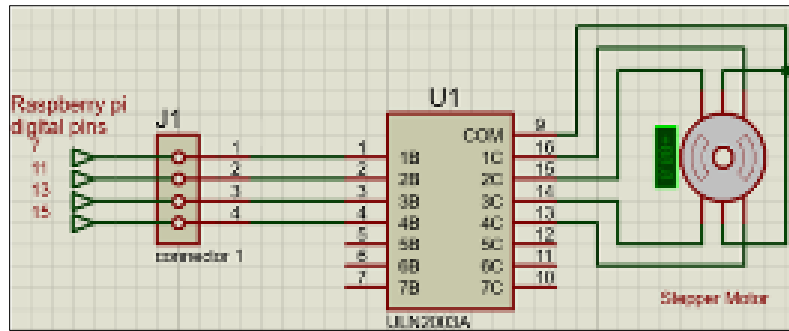 Raspberry pi
digital pins
7
11
13
15
J1
1
2
3
4
connector 1
U1
1
2
3
4
5
6
7
1B
2B
3B
4B
5B
6B
7B
COM
1C
2C
3C
4C
5C
6C
7C
9
16
15
14
13
12
11
10
ULN2003A
Stepper Motor